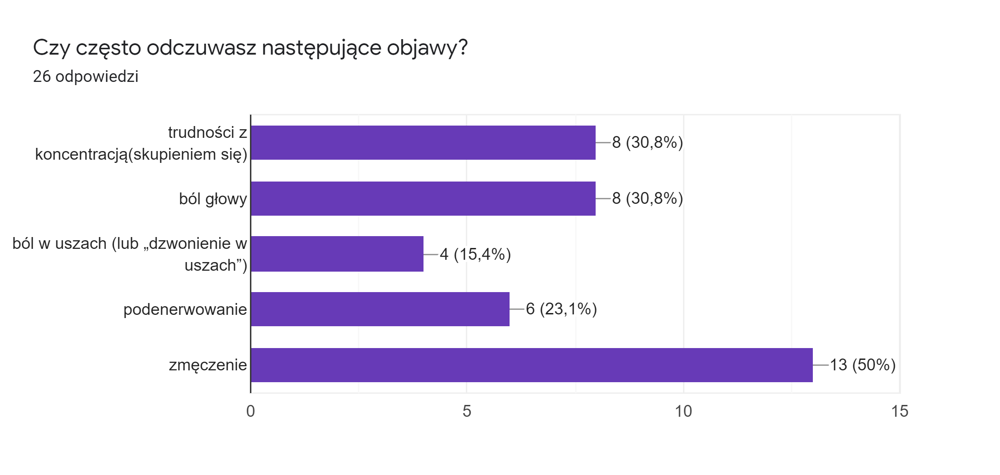 Czy często odczuwasz następujące objawy?
26 odpowiedzi
trudności z
koncentracją(skupieniem się)
8 (30,8%)
ból głowy
8 (30,8%)
ból w uszach (lub „dzwonienie w
uszach”)
4 (15,4%)
podenerwowanie
6 (23,1%)
zmęczenie
13 (50%)
0 5 10 15